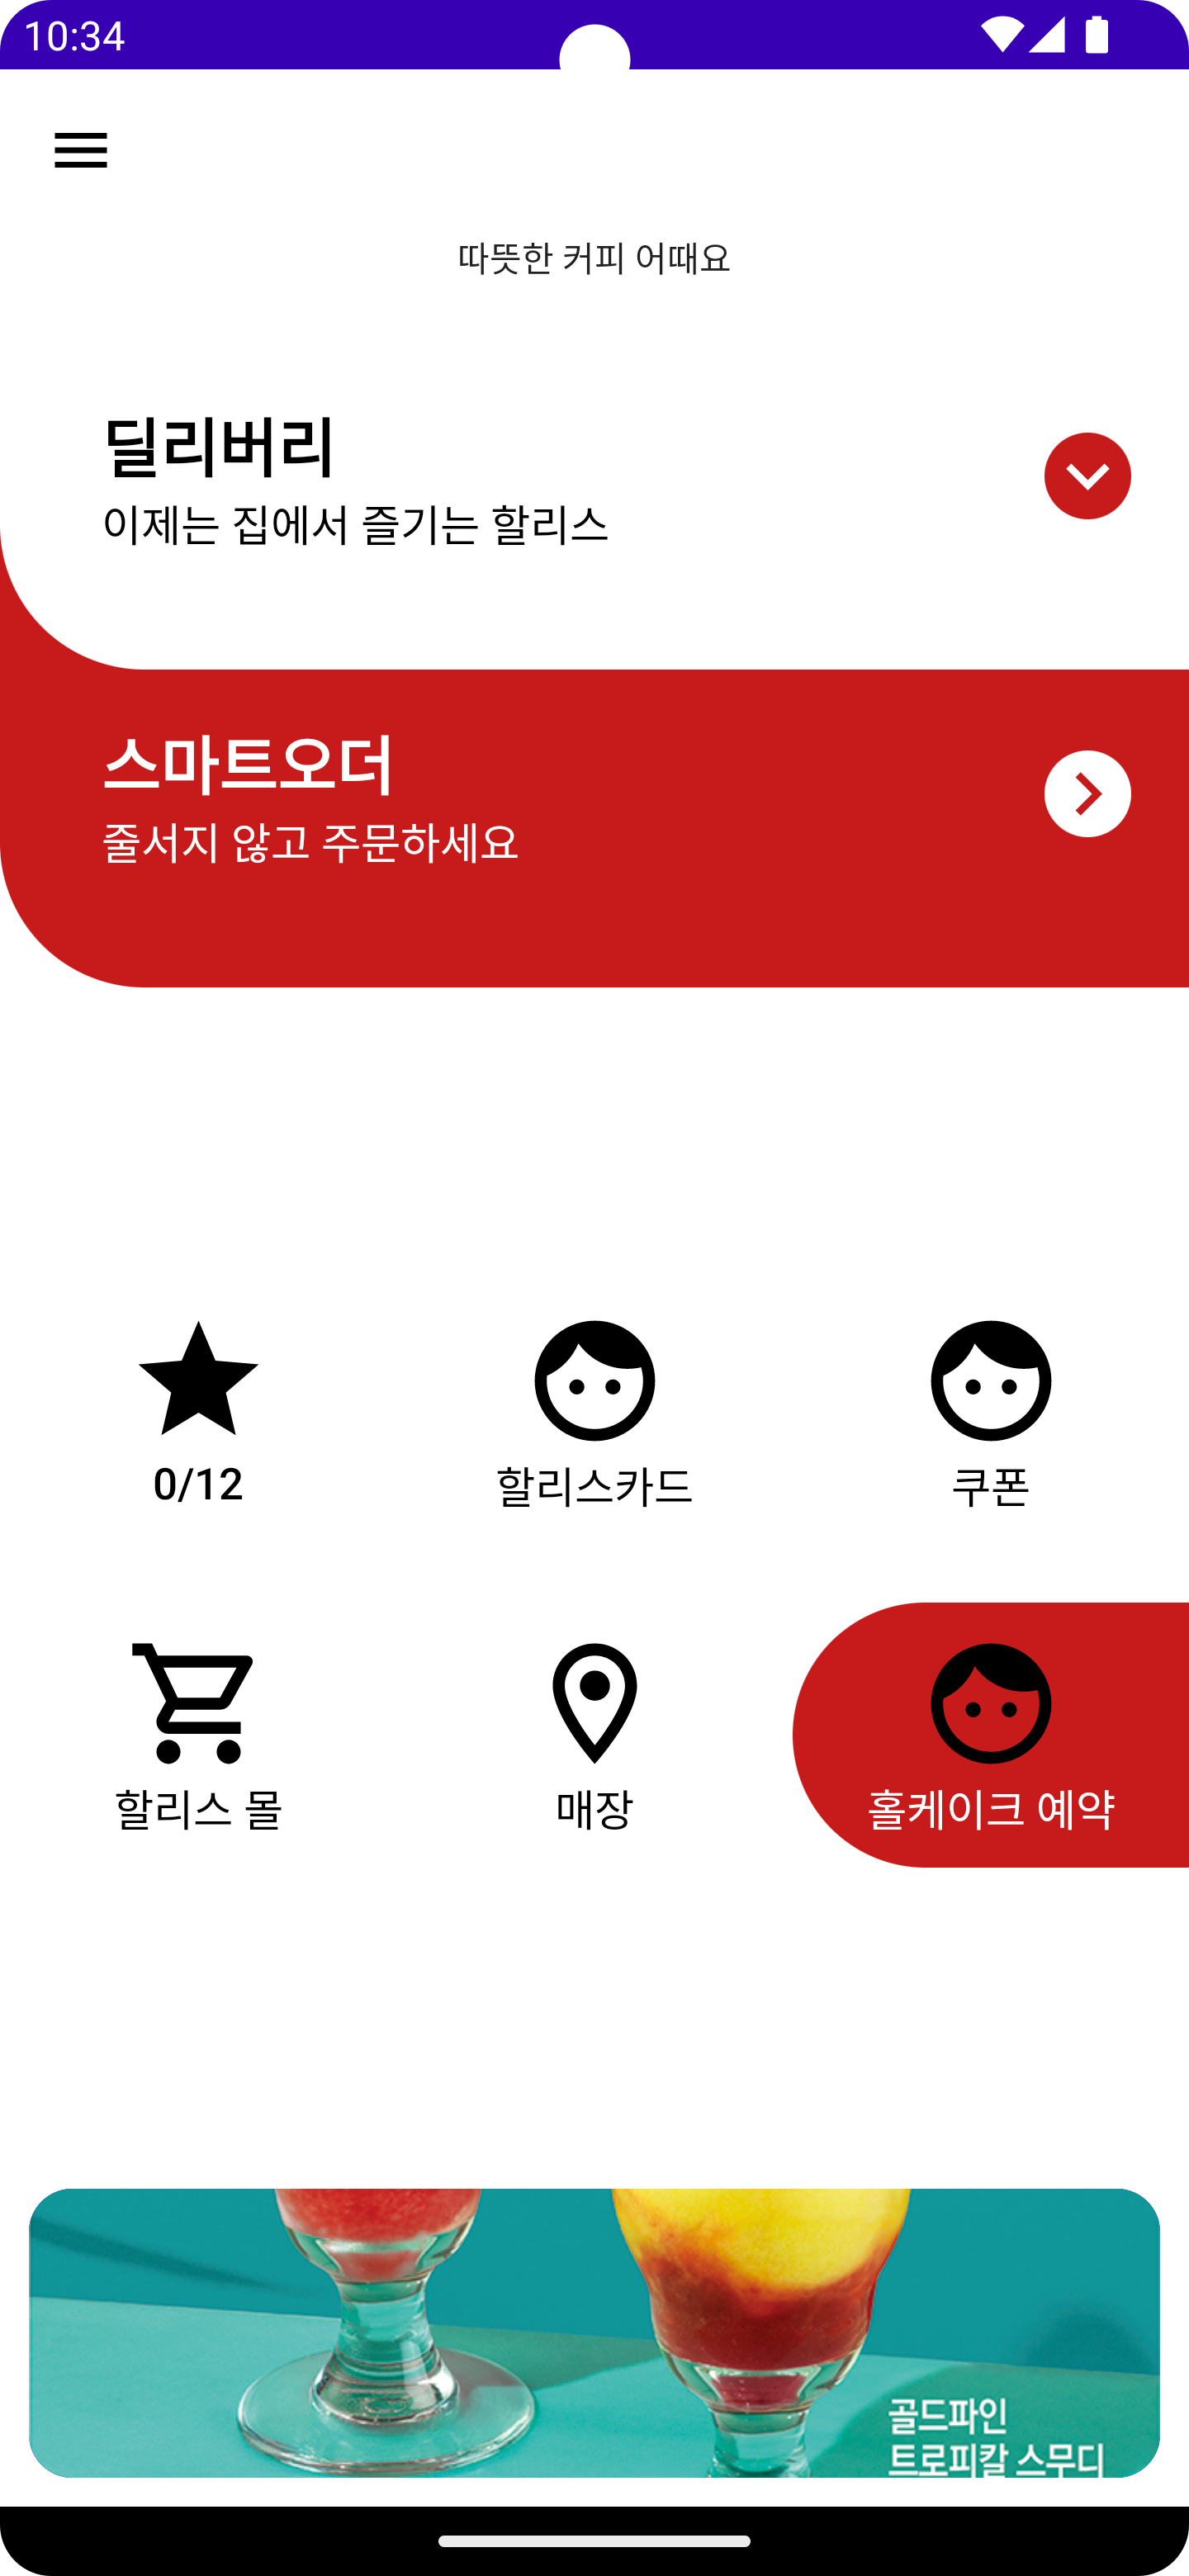 10:34
따뜻한 커피 어때요
딜리버리
이제는 집에서 즐기는 할리스
스마트오더
줄서지 않고 주문하세요
0/12
할리스카드
쿠폰
할리스 몰
매장
홀케이크 예약
골드파인
트로피칼 스무디